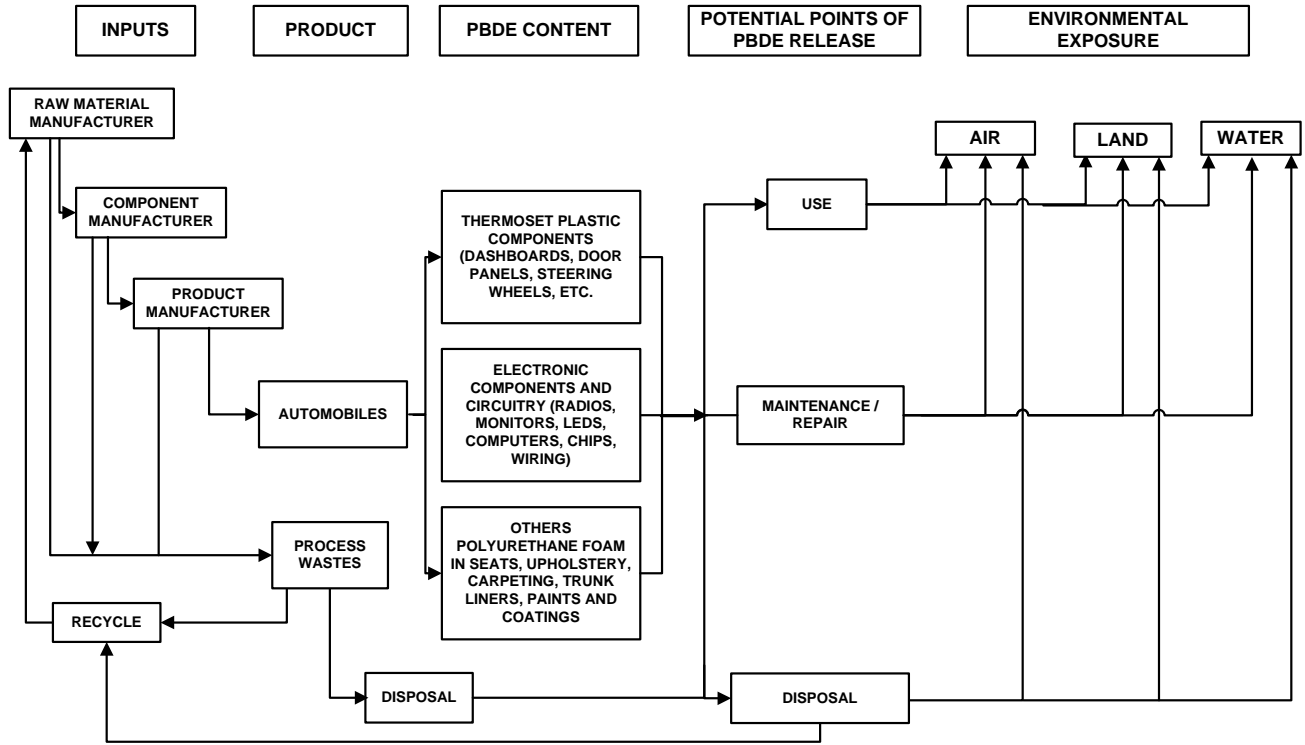 INPUTS
PRODUCT
PBDE CONTENT
POTENTIAL POINTS OF
PBDE RELEASE
ENVIRONMENTAL
EXPOSURE
RAW MATERIAL
MANUFACTURER
COMPONENT
MANUFACTURER
PRODUCT
MANUFACTURER
AUTOMOBILES
PROCESS
WASTES
RECYCLE
DISPOSAL
THERMOSET PLASTIC
COMPONENTS
(DASHBOARDS, DOOR
PANELS, STEERING
WHEELS, ETC.
ELECTRONIC
COMPONENTS AND
CIRCUITRY (RADIOS,
MONITORS, LEDS,
COMPUTERS, CHIPS,
WIRING)
OTHERS
POLYURETHANE FOAM
IN SEATS, UPHOLSTERY,
CARPETING, TRUNK
LINERS, PAINTS AND
COATINGS
USE
MAINTENANCE /
REPAIR
DISPOSAL
AIR
LAND
WATER